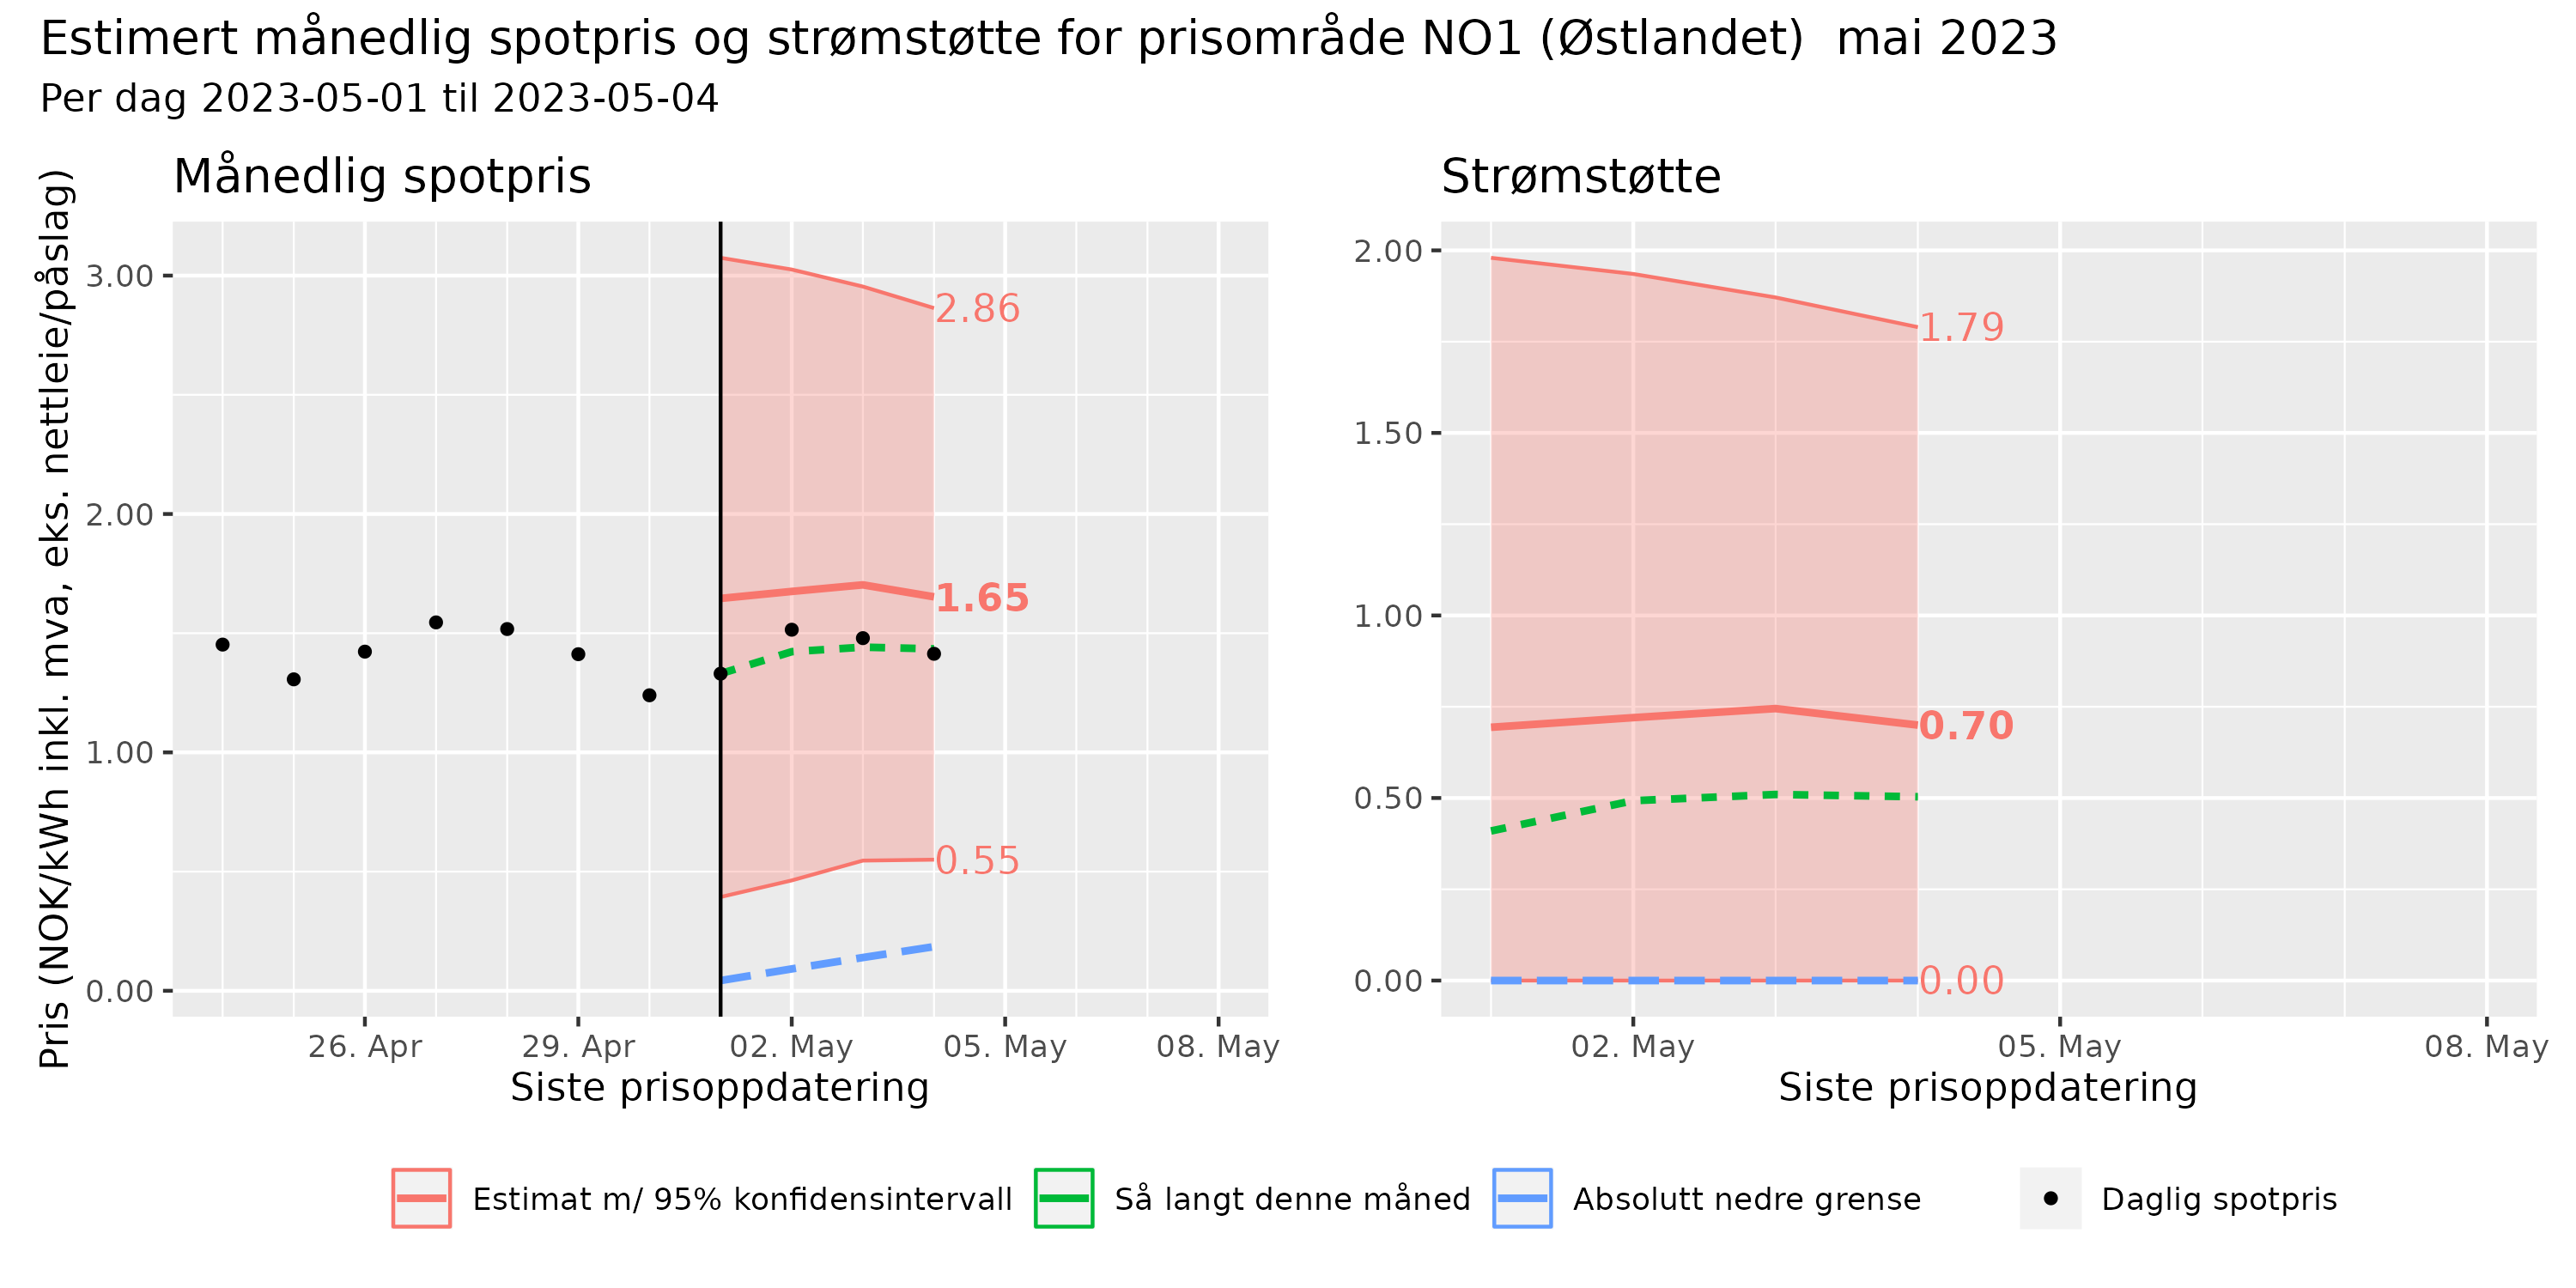 Estimert månedlig spotpris og strømstøtte for prisområde NO1 (Østlandet)  mai 2023
Per dag 2023-05-01 til 2023-05-04
Månedlig spotpris
Pris (NOK/kWh inkl. mva, eks. nettleie/påslag)
3.00
2.00
1.00
0.00
2.86
1.65
0.55
26. Apr
29. Apr
02. May
05. May
08. May
Siste prisoppdatering
Strømstøtte
2.00
1.50
1.00
0.50
0.00
1.79
0.70
0.00
02. May
05. May
08. May
Siste prisoppdatering
Estimat m/ 95% konfidensintervall
Så langt denne måned
Absolutt nedre grense
Daglig spotpris